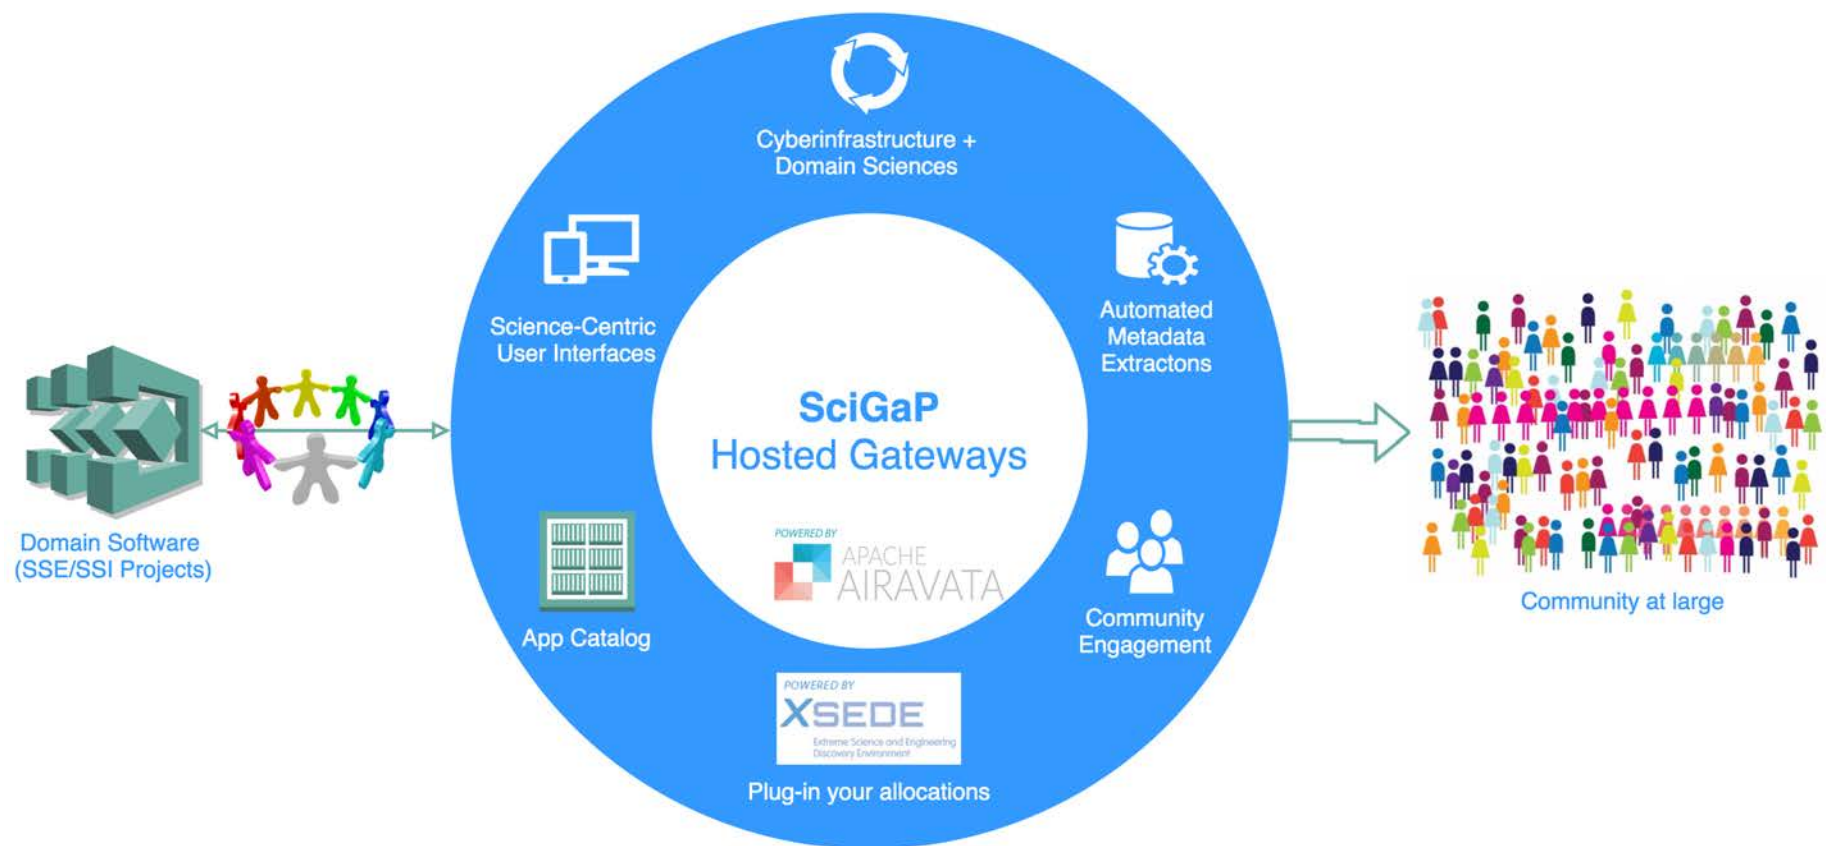 Cyberinfrastructure +
Domain Sciences
Science-Centric
User Interfaces
Automated
Metadata
Extractons
SciGaP
Hosted Gateways
POWERED BY
APACHE
AIRAVATA
Domain Software
(SSE/SSI Projects)
App Catalog
Community
Engagement
Community at large
POWERED BY
XSEDE
Extreme Science and Engineering
Discovery Environment
Plug-in your allocations